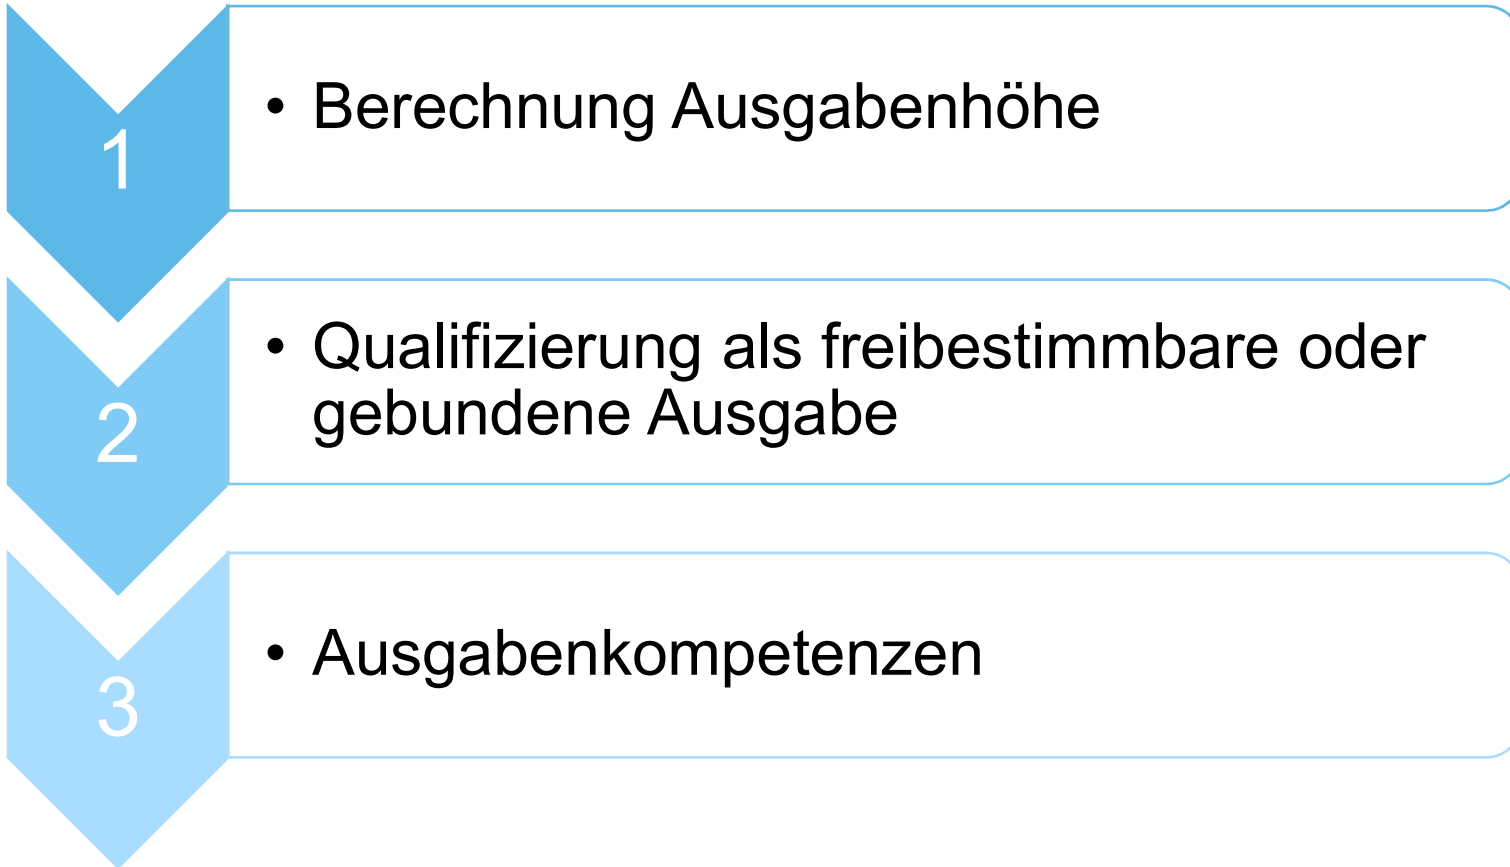 1
• Berechnung Ausgabenhöhe
2
• Qualifizierung als freibestimmbare oder
gebundene Ausgabe
3
• Ausgabenkompetenzen